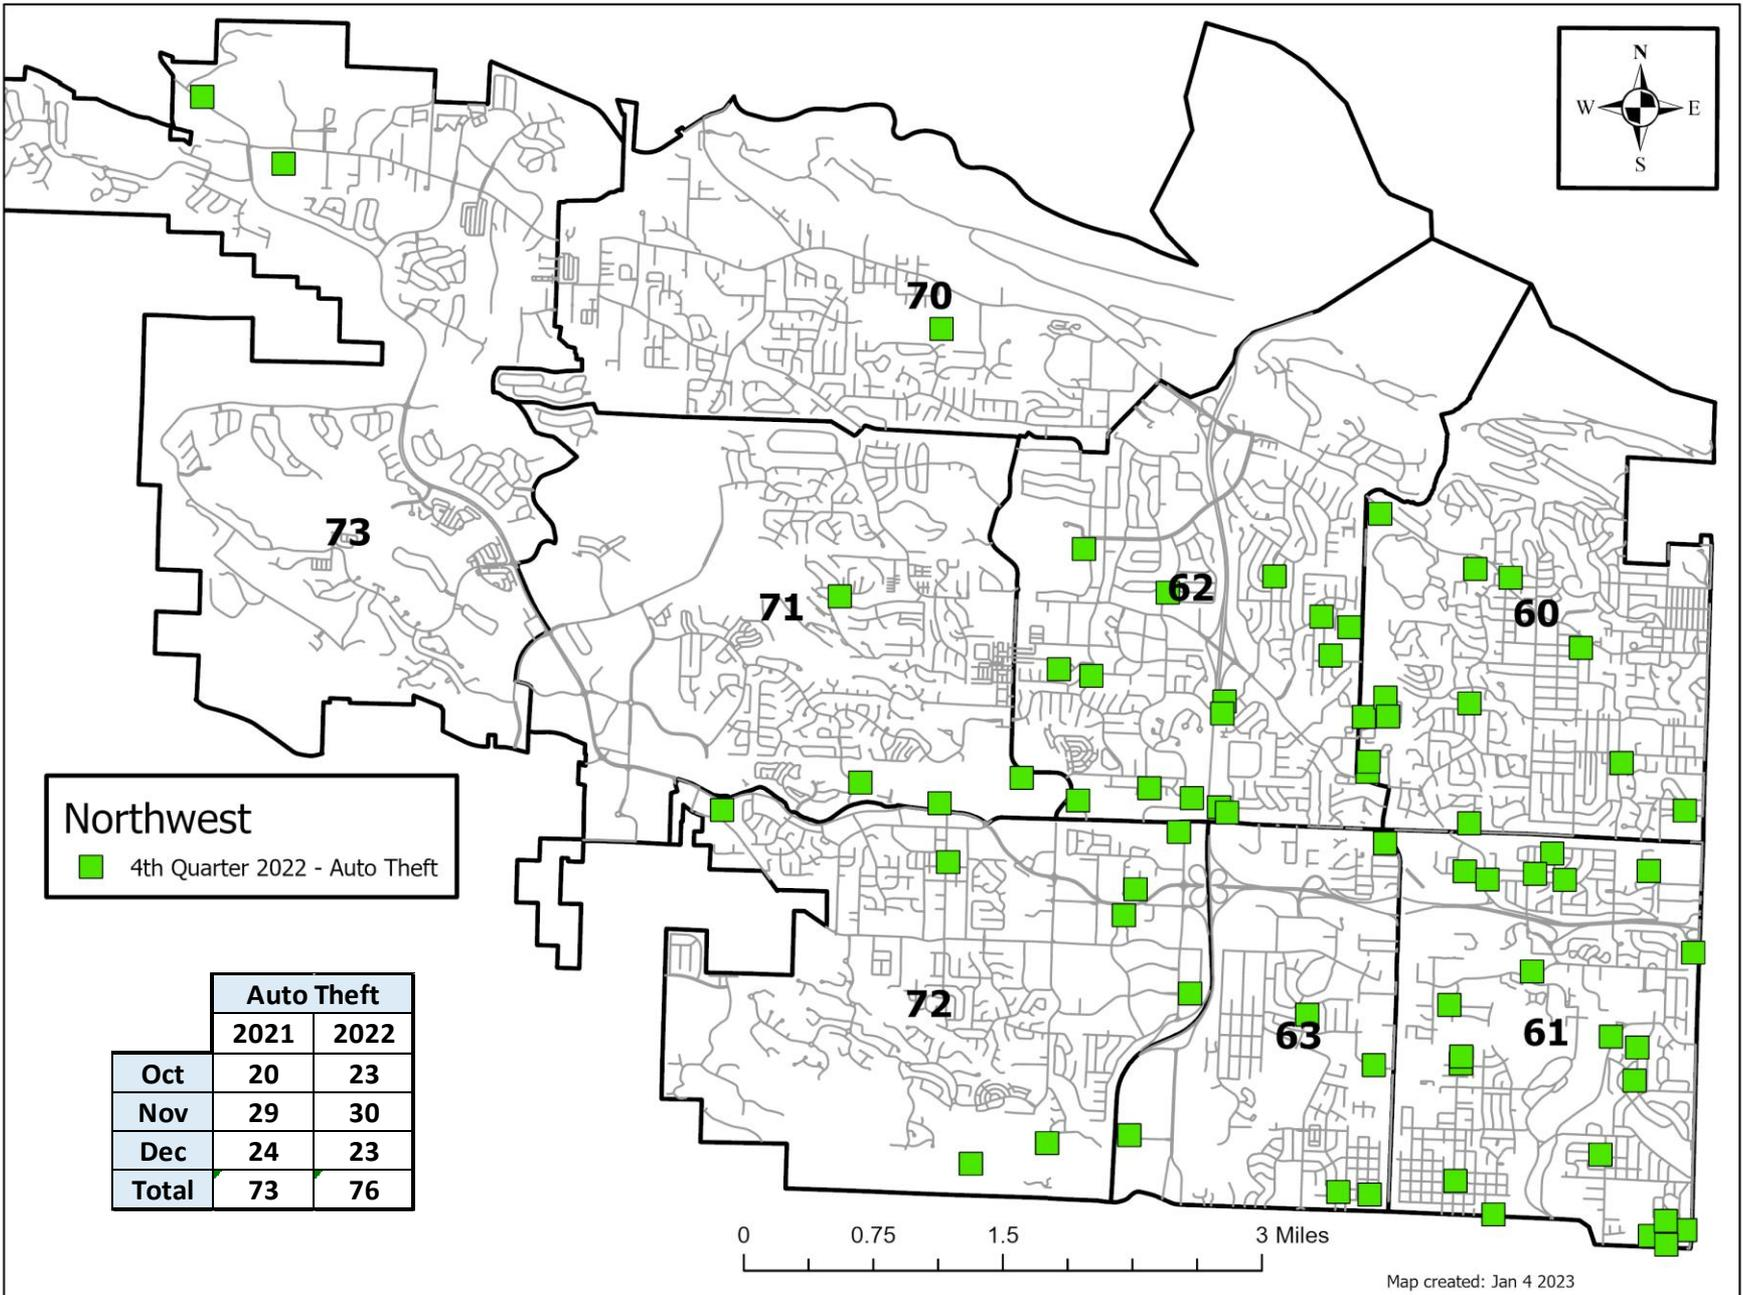 N
W E
S
70
73
62
71
60
Northwest
4th Quarter 2022 - Auto Theft
72
63
61
Auto Theft
2021 2022
Oct 20 23
Nov 29 30
Dec 24 23
Total 73 76
0 0.75 1.5 3 Miles
Map created: Jan 4 2023